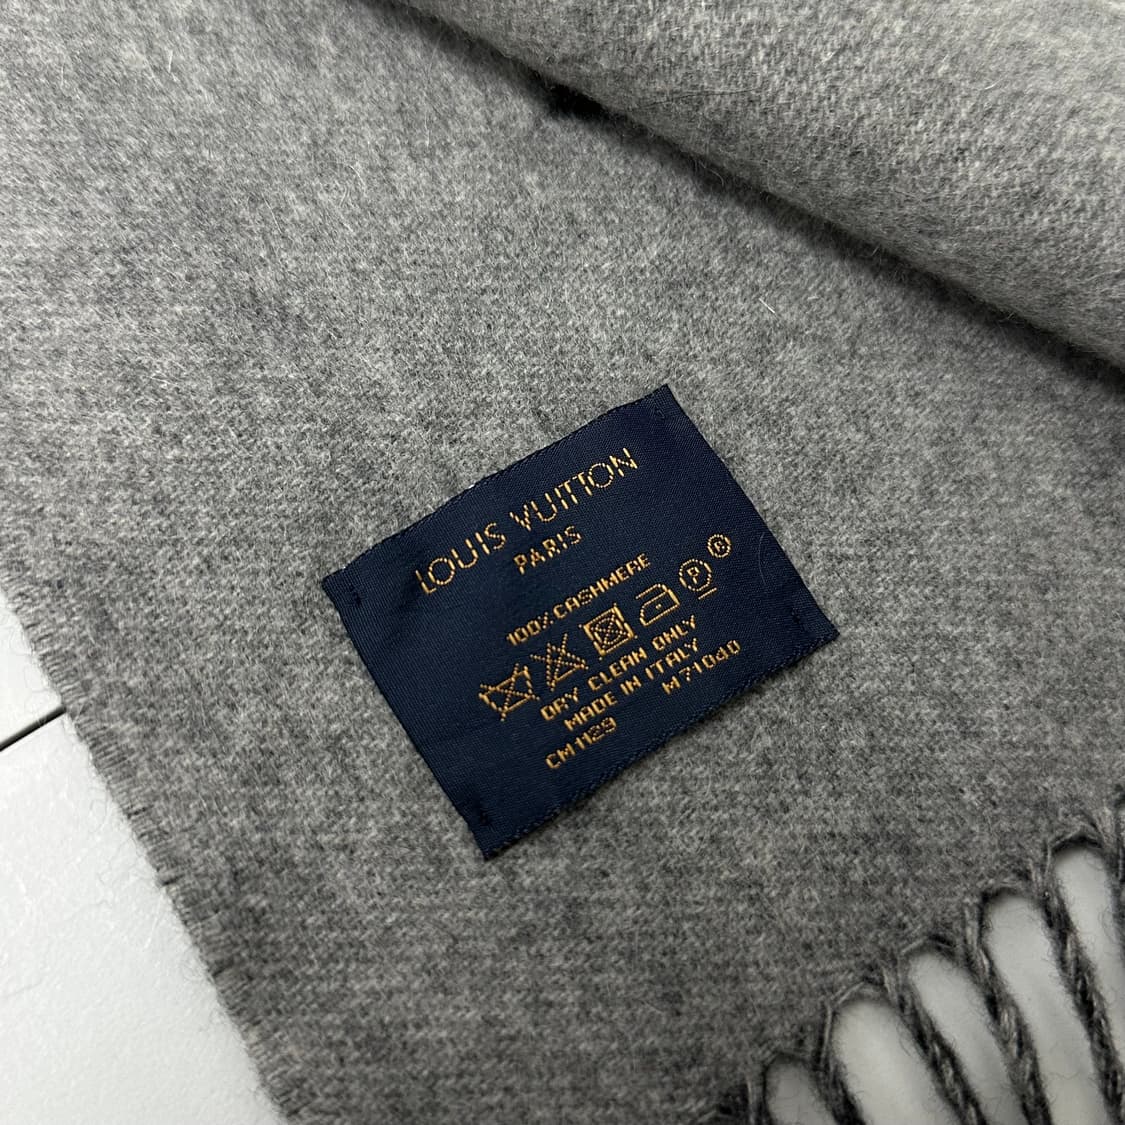 LOUIS VUITTON
PARIS
100% CASHMERE
P ®
DRY CLEAN ONLY
MADE IN ITALY
CM1129 M71040